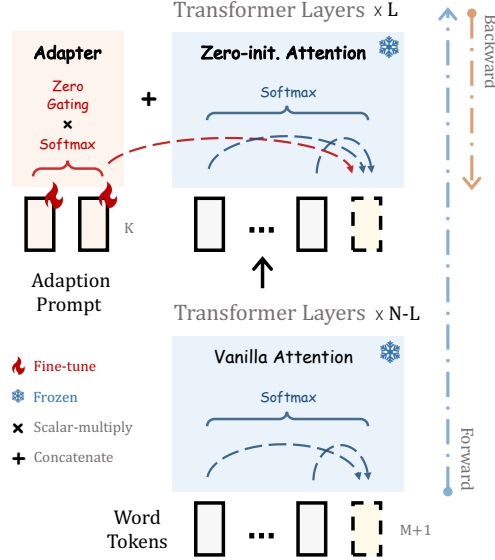 Transformer Layers x L
Backward
Adapter
Zero-init. Attention
Zero
Gating
Softmax
Softmax
K
...
Adaption
Prompt
Transformer Layers x N-L
Vanilla Attention
Softmax
Fine-tune
Frozen
Scalar-multiply
Concatenate
Forward
Word
Tokens
...
M+1